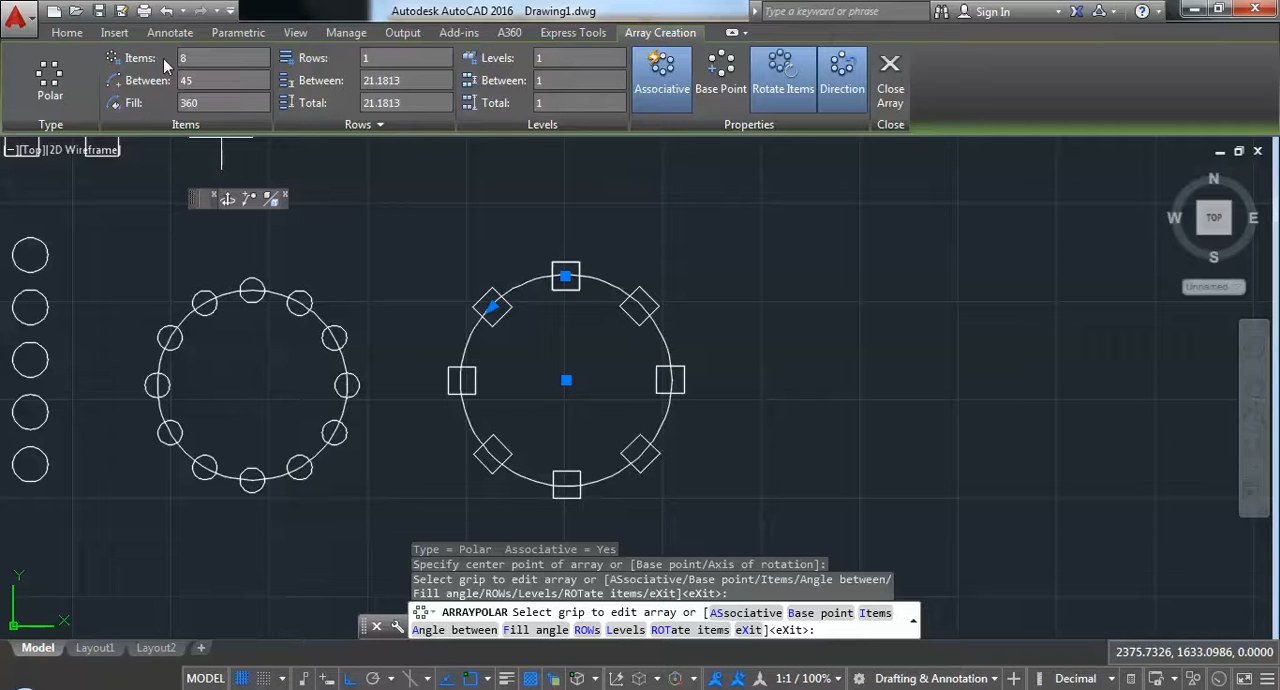 Autodesk AutoCAD 2016 Drawing1.dwg
Type a keyword or phrase
Sign In
Home Insert Annotate Parametric View Manage Output Add-ins A360 Express Tools Array Creation
Polar
Items: 8
Between: 45
Fill: 360
Rows: 1
Between: 21.1813
Total: 21.1813
Levels: 1
Between: 1
Total: 1
Associative
Base Point
Rotate Items
Direction
Close
Array
Type
Items
Rows
Levels
Properties
Close
[−][Top][2D Wireframe]
N
W TOP E
S
Unnamed
Type = Polar Associative = Yes
Specify center point of array or [Base point/Axis of rotation]:
Select grip to edit array or [ASsociative/Base point/Items/Angle between/
Fill angle/ROWs/Levels/ROTate items/eXit]<eXit>:
ARRAYPOLAR Select grip to edit array or [ASsociative Base point Items
Angle between Fill angle ROWs Levels ROTate items eXit]<eXit>:
Y
X
Model Layout1 Layout2 +
2375.7326, 1633.0986, 0.0000
MODEL
1:1 / 100%
Drafting & Annotation
Decimal